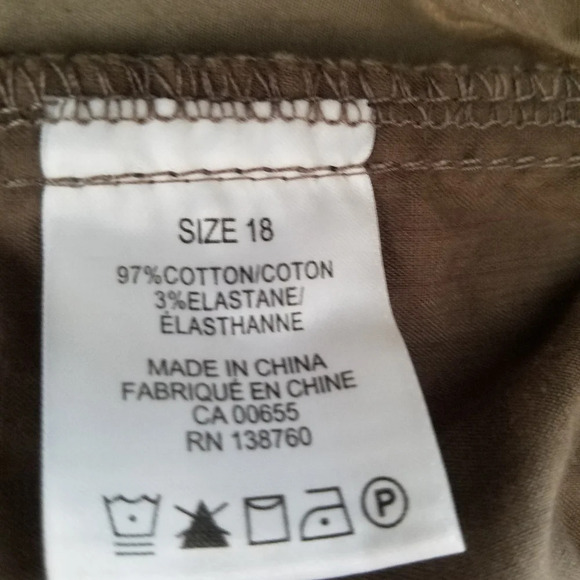 SIZE 18
97%COTTON/COTON
3%ELASTANE/
ÉLASTHANNE
MADE IN CHINA
FABRIQUÉ EN CHINE
CA 00655
RN 138760
P